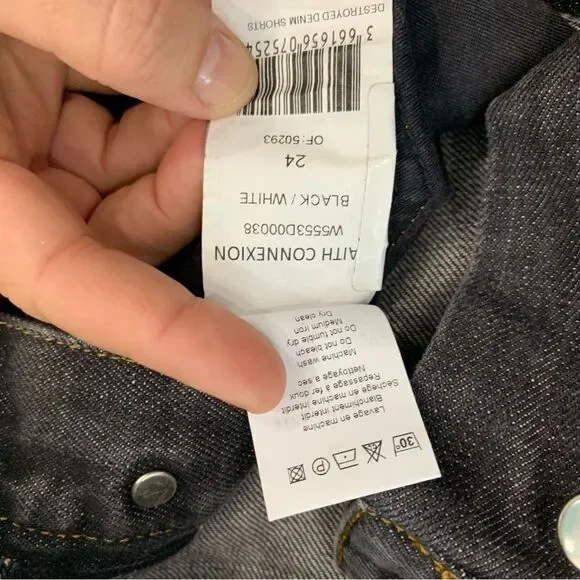 AITH CONNEXION
W5553D00038
BLACK / WHITE
24
OF: 50293
3 661656 075254
DESTROYED DENIM SHORTS
30°
P
Lavage en machine
Blanchiment interdit
Séchage en machine interdit
Repassage à fer doux
Nettoyage à sec
Machine wash
Do not bleach
Do not tumble dry
Medium iron
Dry clean